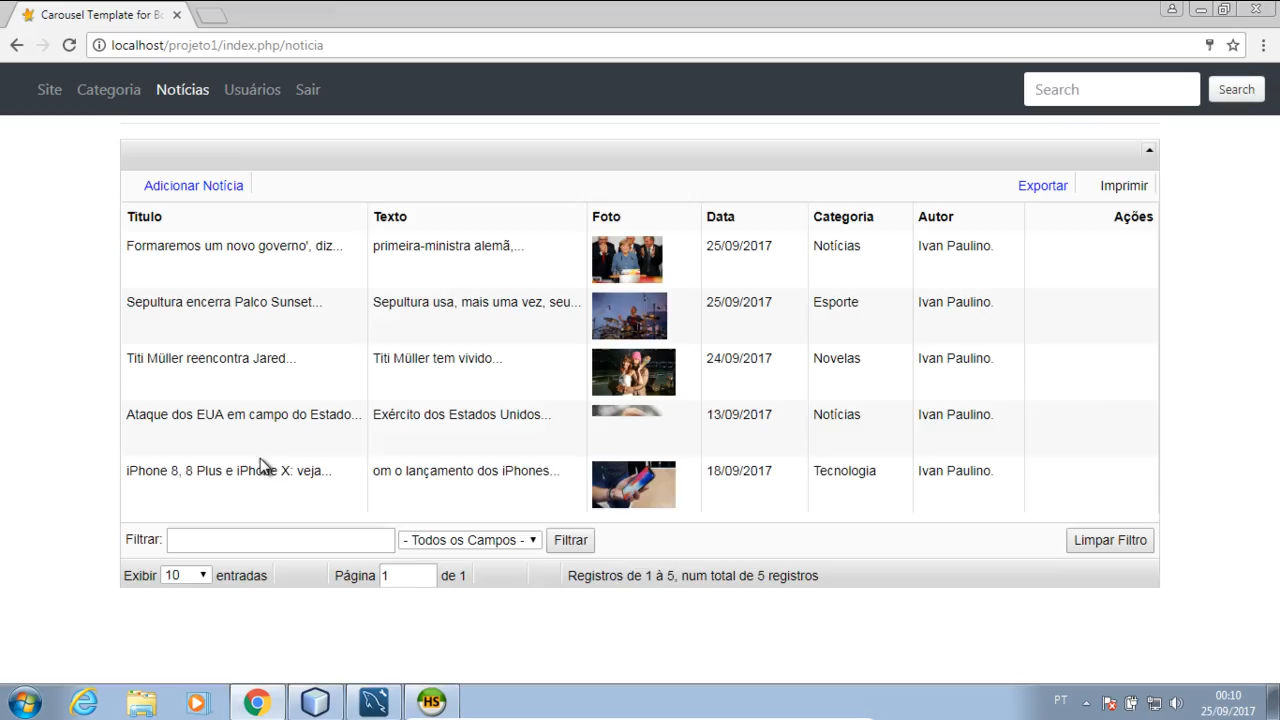 Carousel Template for Bo
localhost/projeto1/index.php/noticia
Site Categoria Notícias Usuários Sair Search Search
Adicionar Notícia Exportar Imprimir
Titulo Texto Foto Data Categoria Autor Ações
Formaremos um novo governo', diz... primeira-ministra alemã,... 25/09/2017 Notícias Ivan Paulino.
Sepultura encerra Palco Sunset... Sepultura usa, mais uma vez, seu... 25/09/2017 Esporte Ivan Paulino.
Titi Müller reencontra Jared... Titi Müller tem vivido... 24/09/2017 Novelas Ivan Paulino.
Ataque dos EUA em campo do Estado... Exército dos Estados Unidos... 13/09/2017 Notícias Ivan Paulino.
iPhone 8, 8 Plus e iPhone X: veja... om o lançamento dos iPhones... 18/09/2017 Tecnologia Ivan Paulino.
Filtrar: - Todos os Campos - Filtrar Limpar Filtro
Exibir 10 entradas Página 1 de 1 Registros de 1 à 5, num total de 5 registros
HS PT 00:10
25/09/2017